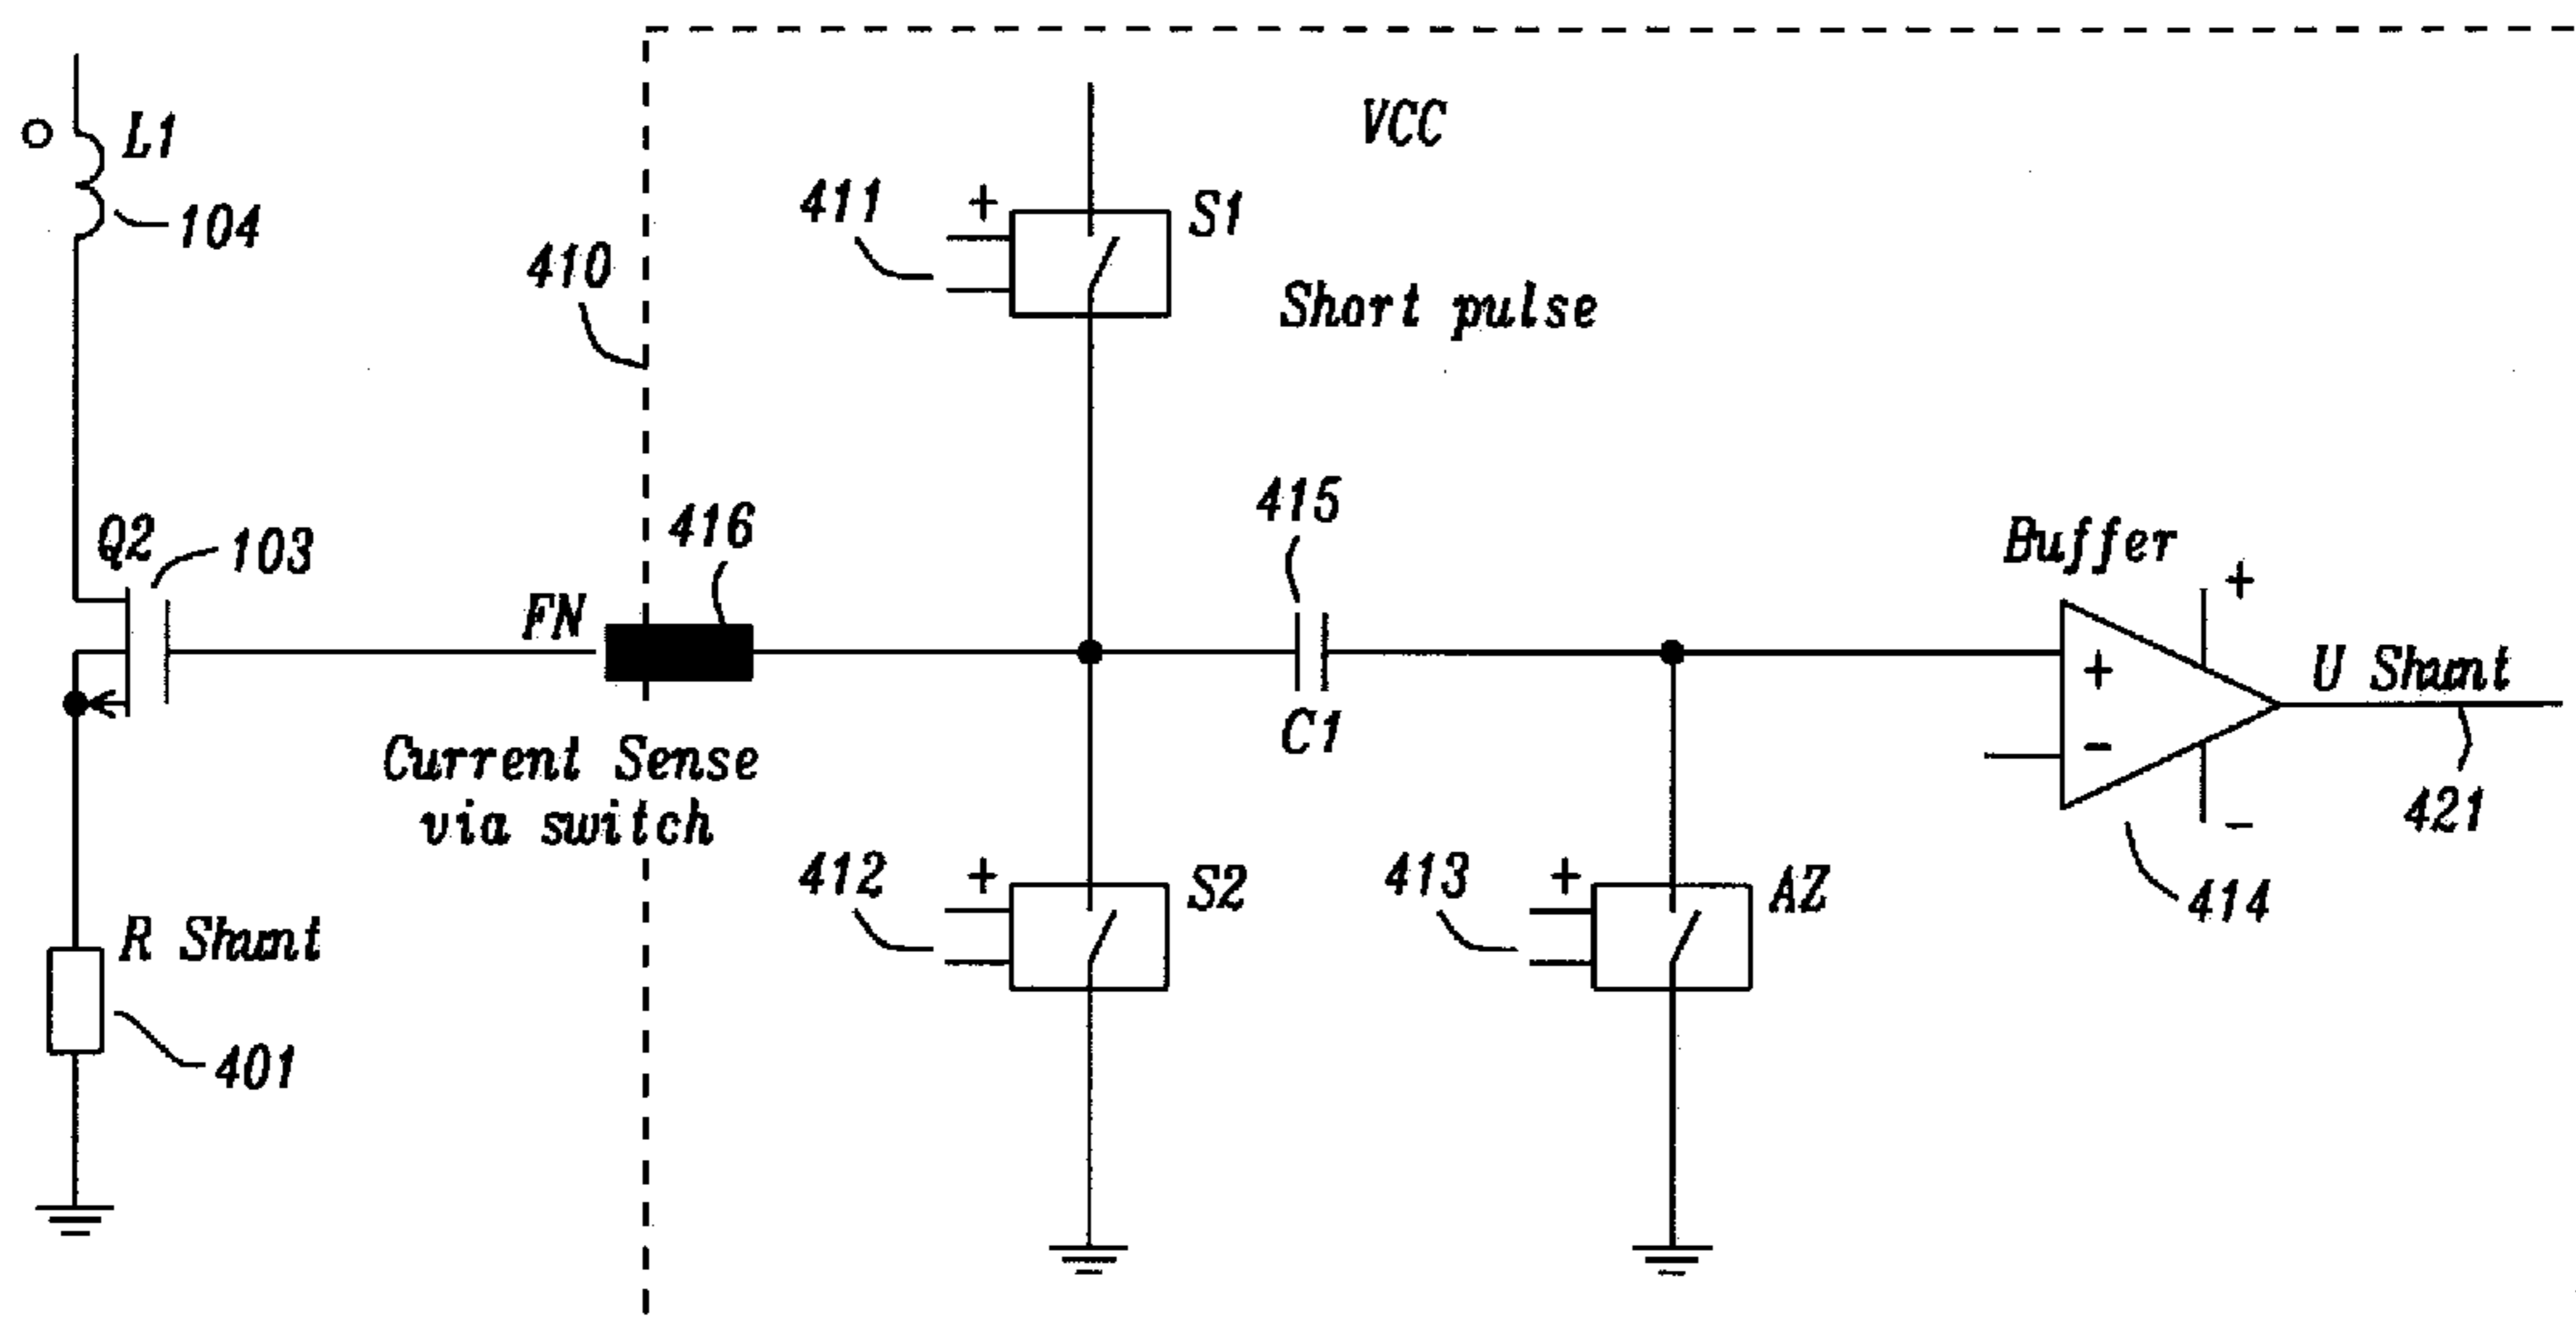 VCC
L1
104
411
+
S1
410
Short pulse
415
416
Q2
103
Buffer
+
FN
+
U Shunt
Current Sense
via switch
C1
-
421
412
+
S2
413
+
AZ
-
414
R Shunt
401